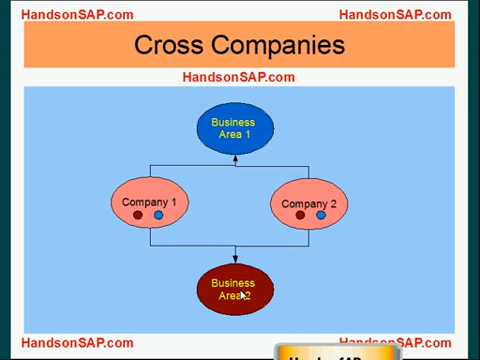 HandsonSAP.com HandsonSAP.com
Cross Companies
HandsonSAP.com
Business
Area 1
Company 1
Company 2
Business
Area 2
HandsonSAP.com HandsonSAP.com